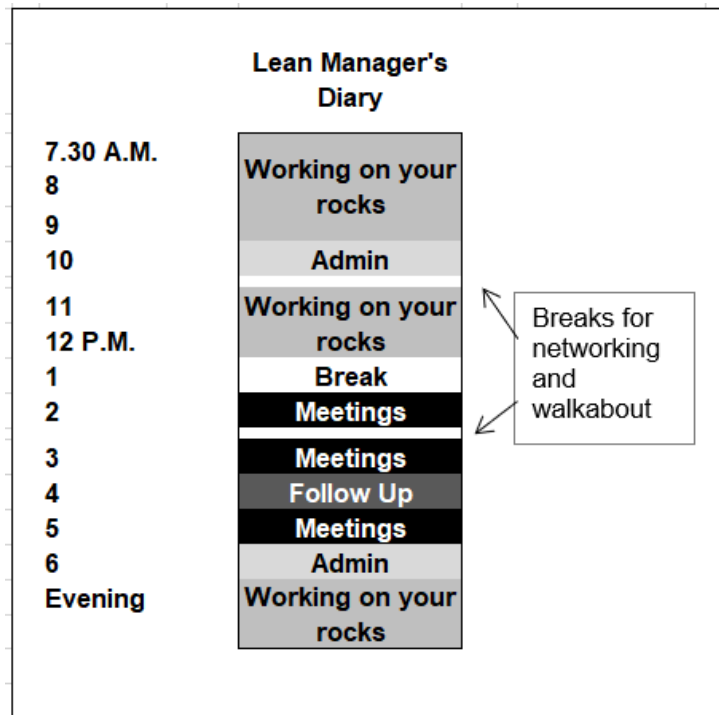 Lean Manager's
Diary
7.30 A.M.
8
Working on your
rocks
9
10
Admin
11
Working on your
rocks
12 P.M.
1
Break
2
Meetings
Breaks for
networking
and
walkabout
3
Meetings
4
Follow Up
5
Meetings
6
Admin
Evening
Working on your
rocks